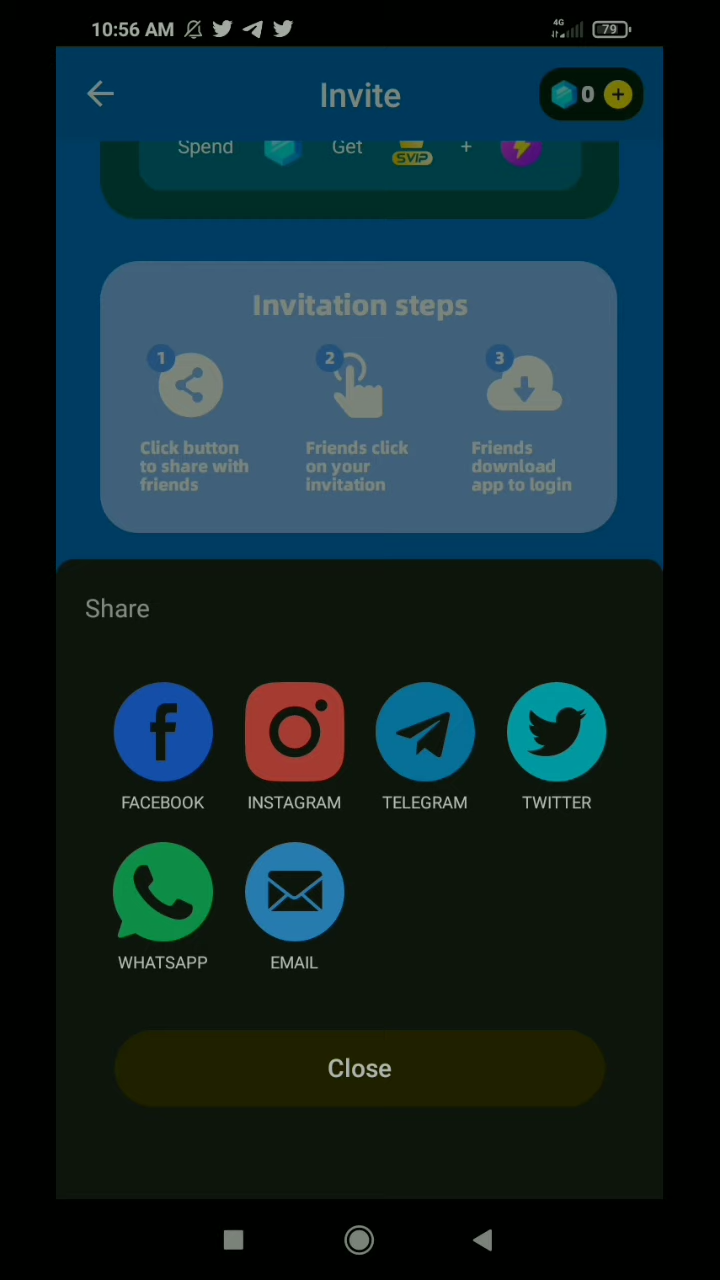 10:56 AM
4G
79
Invite
0 +
Spend Get SVIP +
Invitation steps
1 2 3
Click button
to share with
friends
Friends click
on your
invitation
Friends
download
app to login
Share
FACEBOOK INSTAGRAM TELEGRAM TWITTER
WHATSAPP EMAIL
Close